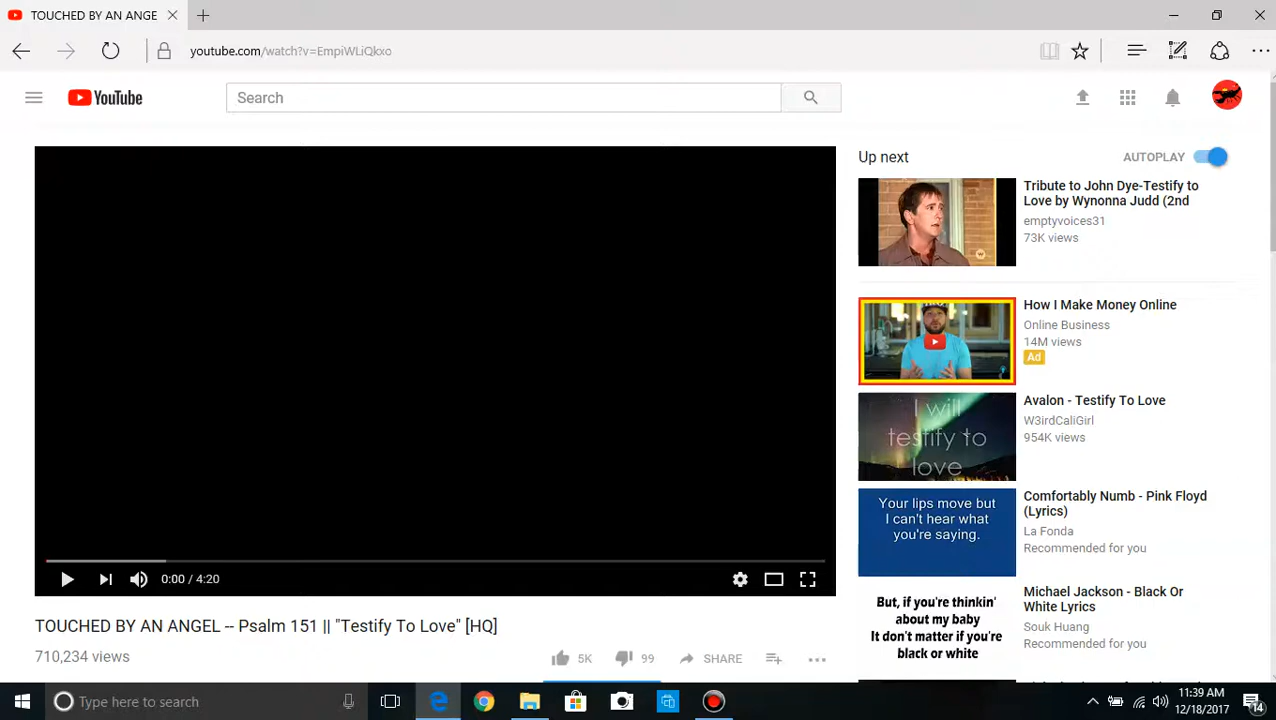 TOUCHED BY AN ANGE
youtube.com/watch?v=EmpiWLiQkxo
YouTube
Search
Up next
AUTOPLAY
Tribute to John Dye-Testify to
Love by Wynonna Judd (2nd
emptyvoices31
73K views
How I Make Money Online
Online Business
14M views
Ad
I will
testify to
love
Avalon - Testify To Love
W3irdCaliGirl
954K views
Your lips move but
I can't hear what
you're saying.
Comfortably Numb - Pink Floyd
(Lyrics)
La Fonda
Recommended for you
But, if you're thinkin'
about my baby
It don't matter if you're
black or white
Michael Jackson - Black Or
White Lyrics
Souk Huang
Recommended for you
0:00 / 4:20
TOUCHED BY AN ANGEL -- Psalm 151 || "Testify To Love" [HQ]
710,234 views
5K
99
SHARE
Type here to search
11:39 AM
12/18/2017
14